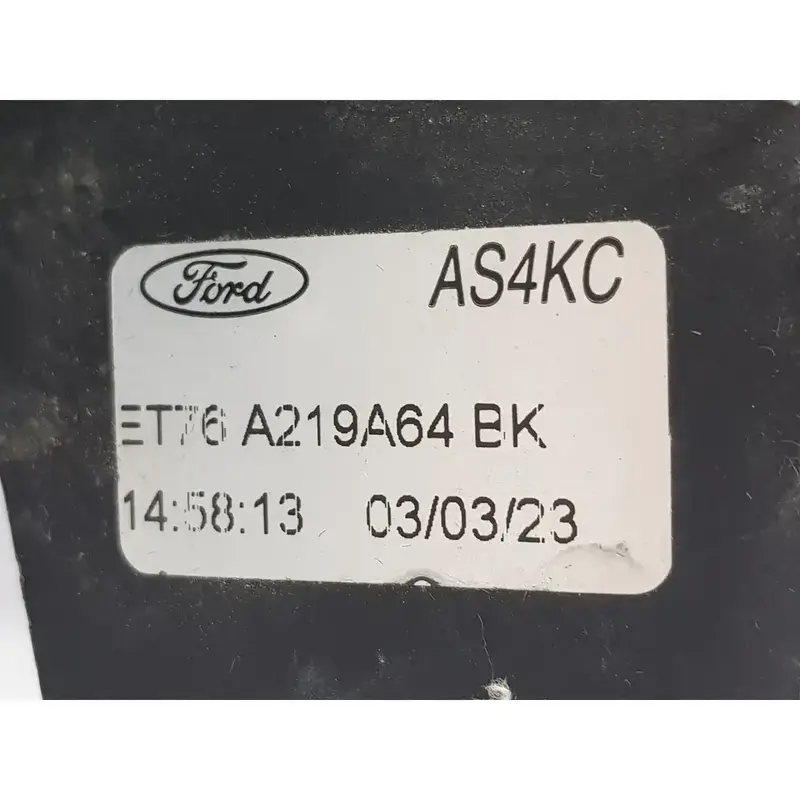 Ford AS4KC
ET76 A219A64 BK
14:58:13 03/03/23